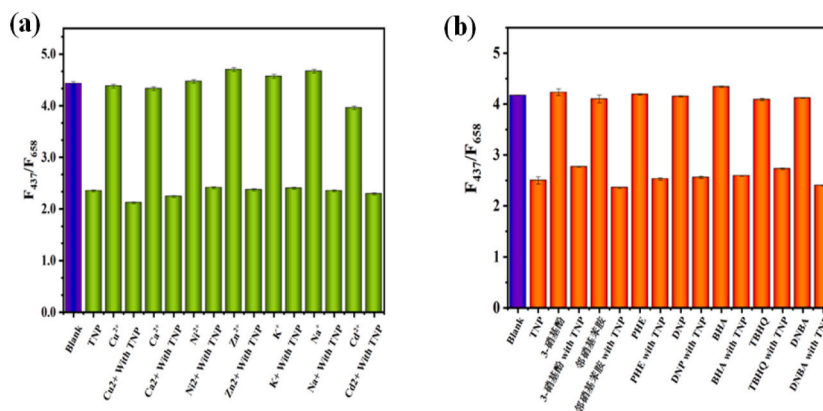 (a)
5.0
4.0
3.0
2.0
1.0
0.0
F437/F658
Blank
TNP
Cu²⁺
Cu2+ With TNP
Ca²⁺
Ca2+ With TNP
Ni²⁺
Ni2+ With TNP
Zn²⁺
Zn2+ With TNP
K⁺
K+ With TNP
Na⁺
Na+ With TNP
Cd²⁺
Cd2+ With TNP
(b)
5
4
3
2
1
0
F437/F658
Blank
TNP
3-硝基酚
3-硝基酚 with TNP
邻硝基苯胺
邻硝基苯胺 with TNP
PHE
PHE with TNP
DNP
DNP with TNP
BHA
BHA with TNP
TBHQ
TBHQ with TNP
DNBA
DNBA with TNP